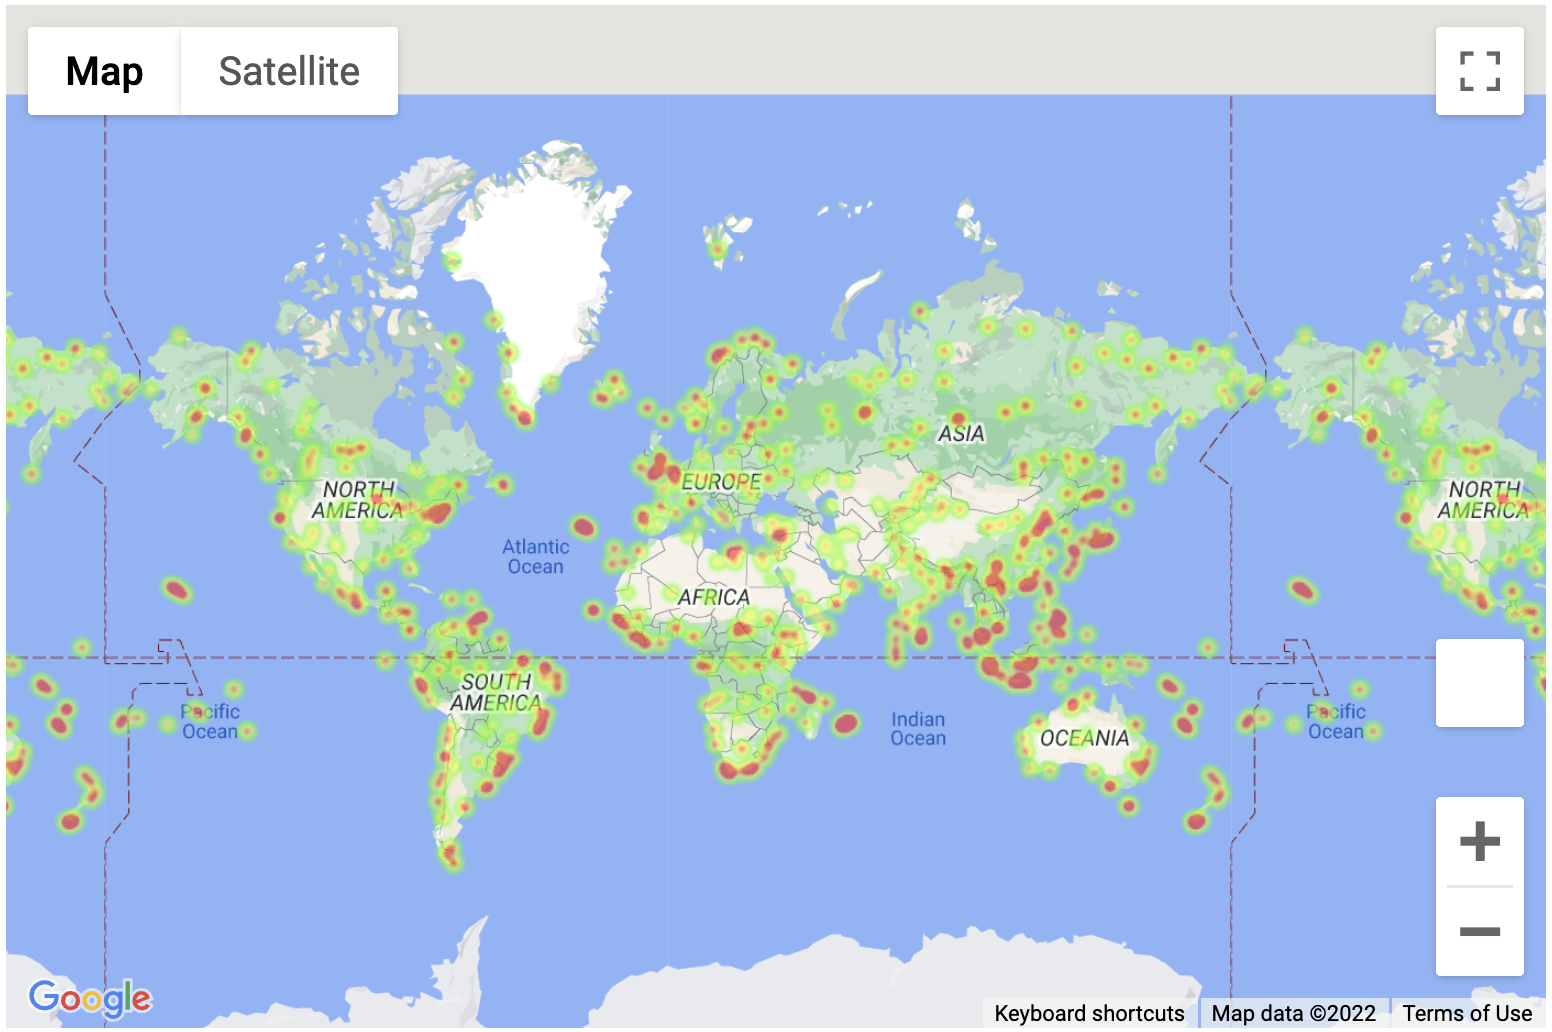 Map
Satellite
NORTH
AMERICA
Atlantic
Ocean
EUROPE
ASIA
AFRICA
SOUTH
AMERICA
Pacific
Ocean
Indian
Ocean
OCEANIA
NORTH
AMERICA
Pacific
Ocean
Google
Keyboard shortcuts
Map data ©2022
Terms of Use